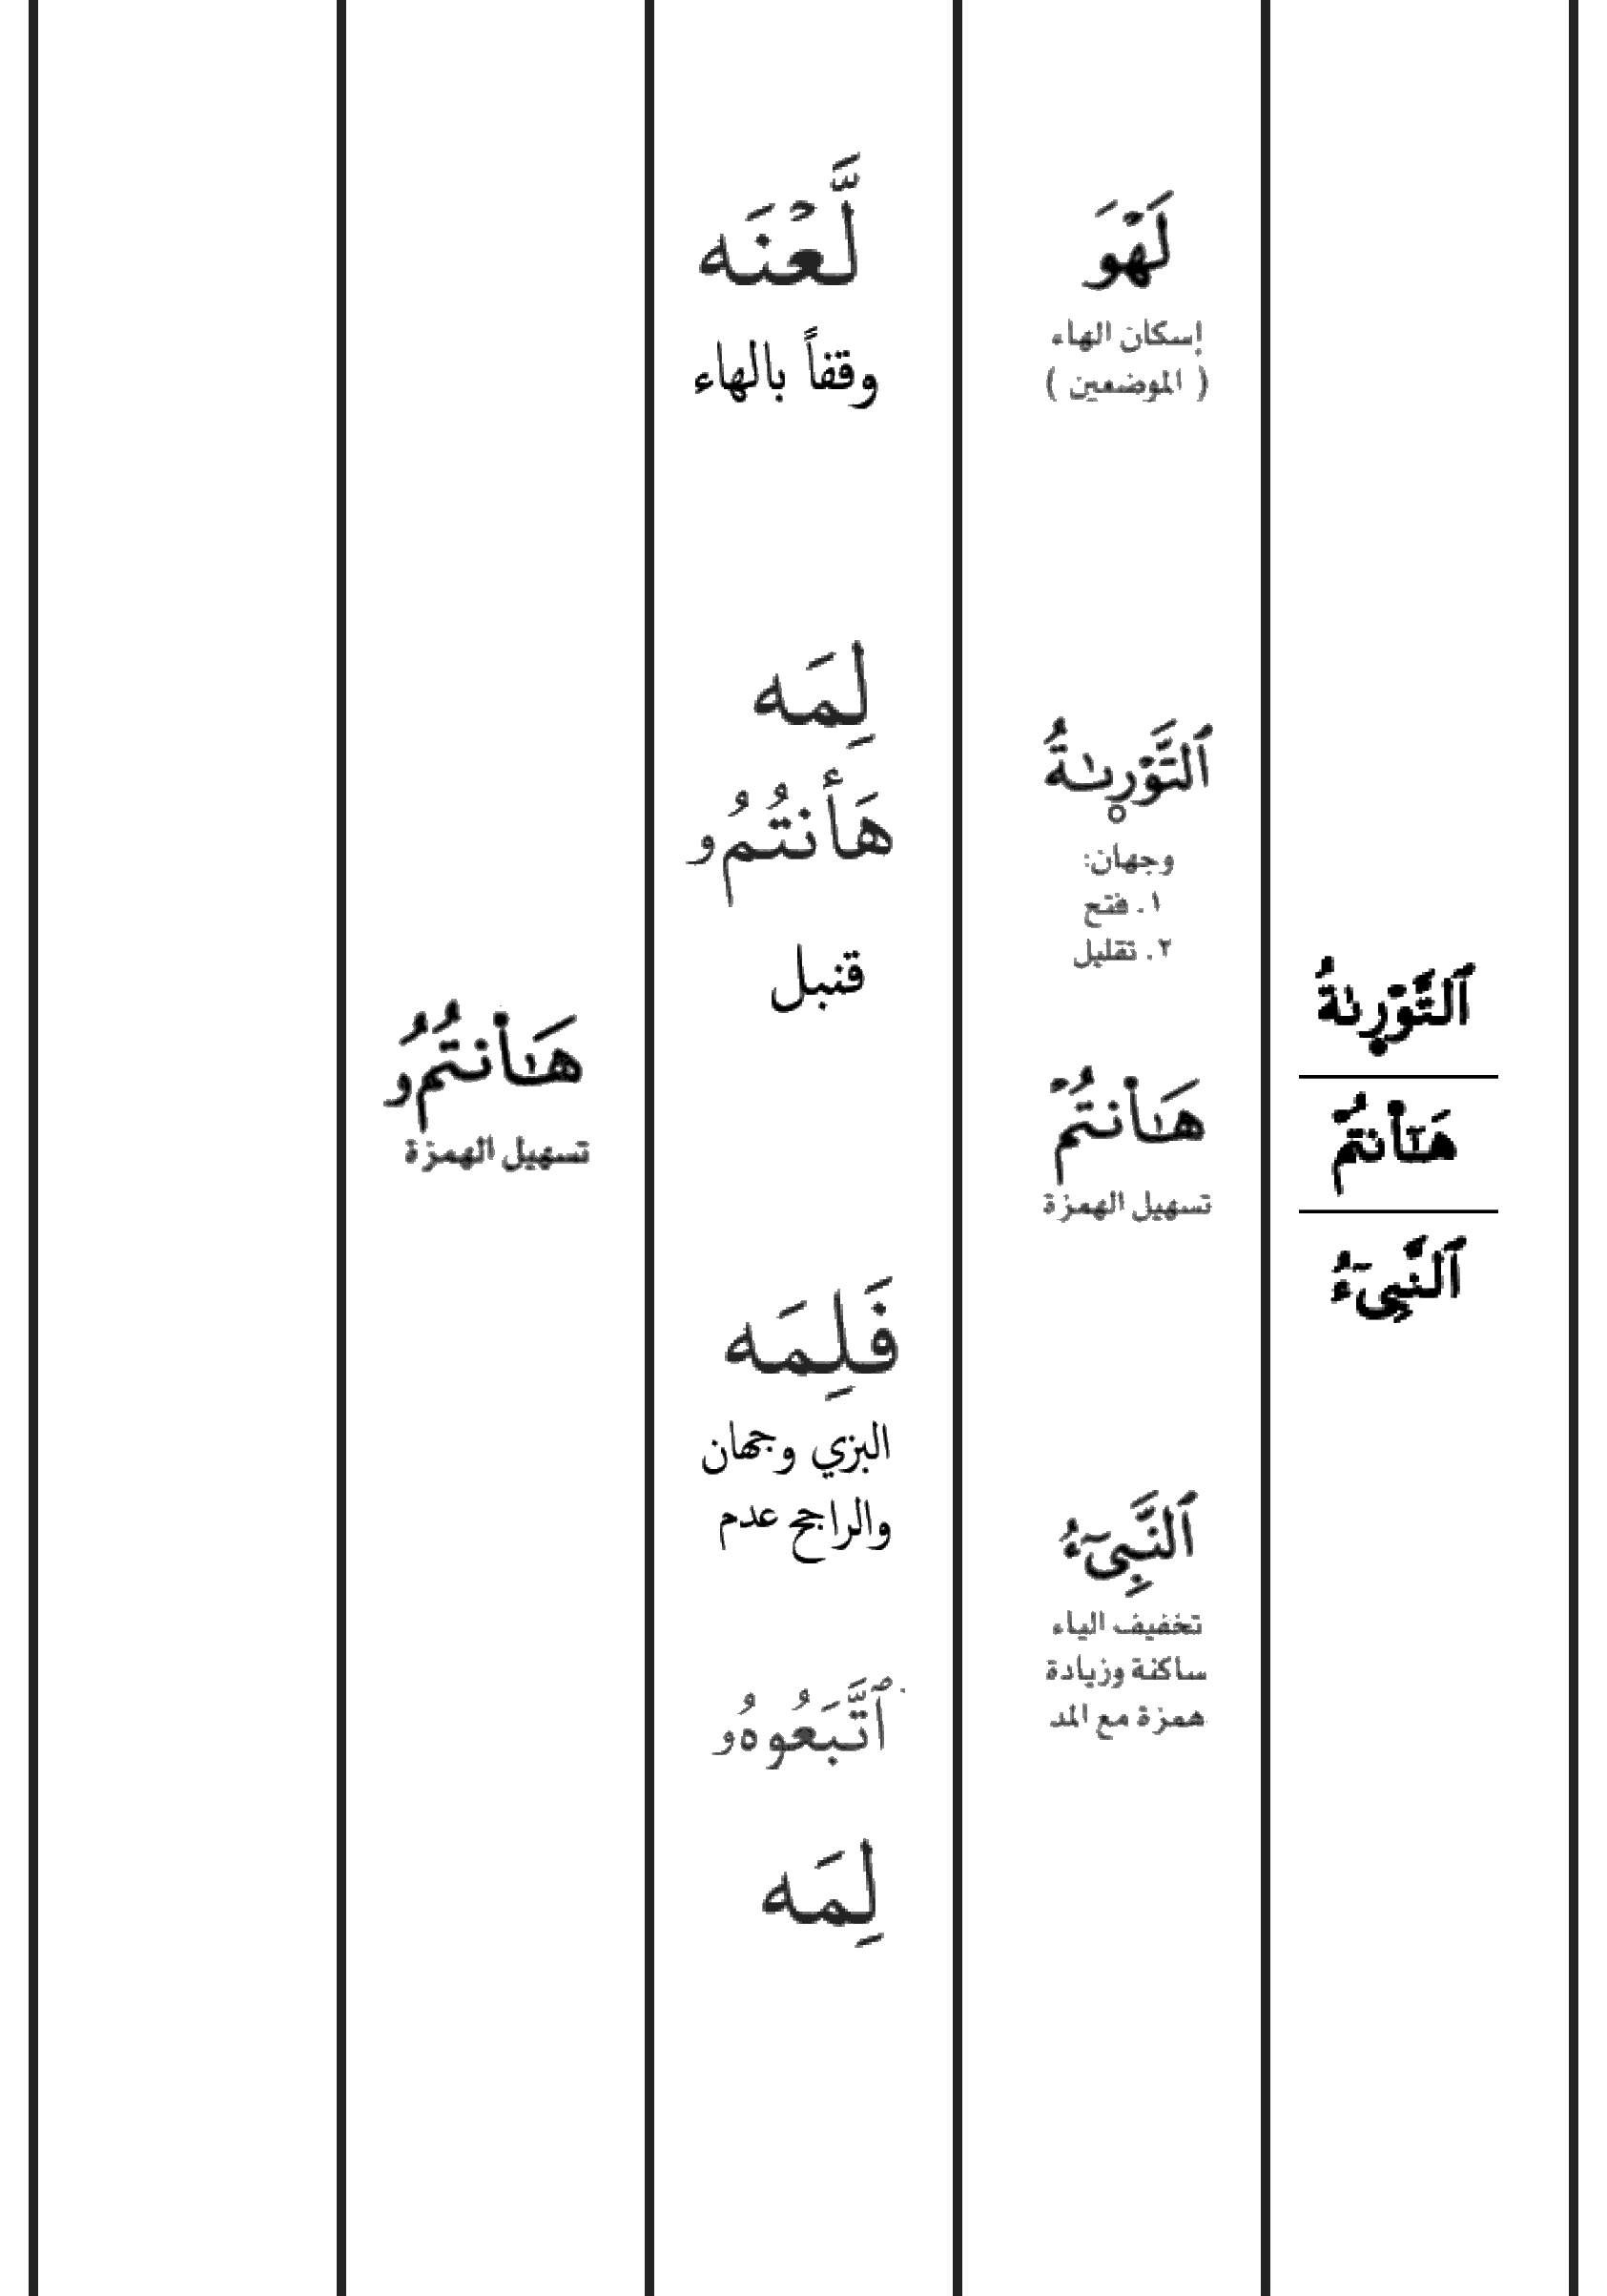 ٱلتَّوْرٜىٰةُ
هَٰٓا۬نتُمْ
ٱلنَّبِيٓءُ
لَهْوَ
إسكان الهاء
( الموضعين )
ٱلتَّوْرٜىٰةُ
وجهان:
١. فتح
٢. تقليل
هَٰا۬نتُمْ
تسهيل الهمزة
ٱلنَّبِيٓءُ
تخفيف الياء
ساكنة وزيادة
همزة مع المد
لَّعْنَه
وقفاً بالهاء
لِمَه
هَأَنتُمُۥ
قنبل
فَلِمَه
البزي وجهان
والراجح عدم
ٱتَّبَعُوهُۥ
لِمَه
هَٰا۬نتُمُۥ
تسهيل الهمزة